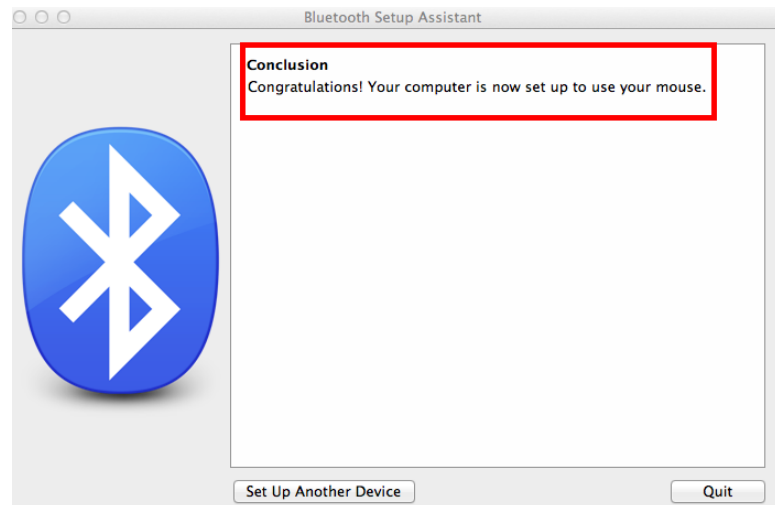 Bluetooth Setup Assistant
Conclusion
Congratulations! Your computer is now set up to use your mouse.
Set Up Another Device
Quit